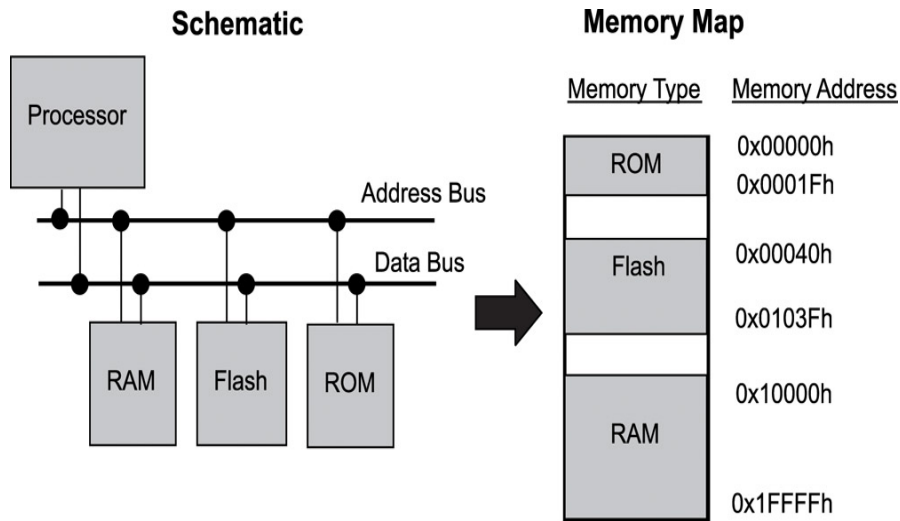 Schematic
Processor
Address Bus
Data Bus
RAM
Flash
ROM
Memory Map
Memory Type
Memory Address
ROM
0x00000h
0x0001Fh
Flash
0x00040h
0x0103Fh
RAM
0x10000h
0x1FFFFh